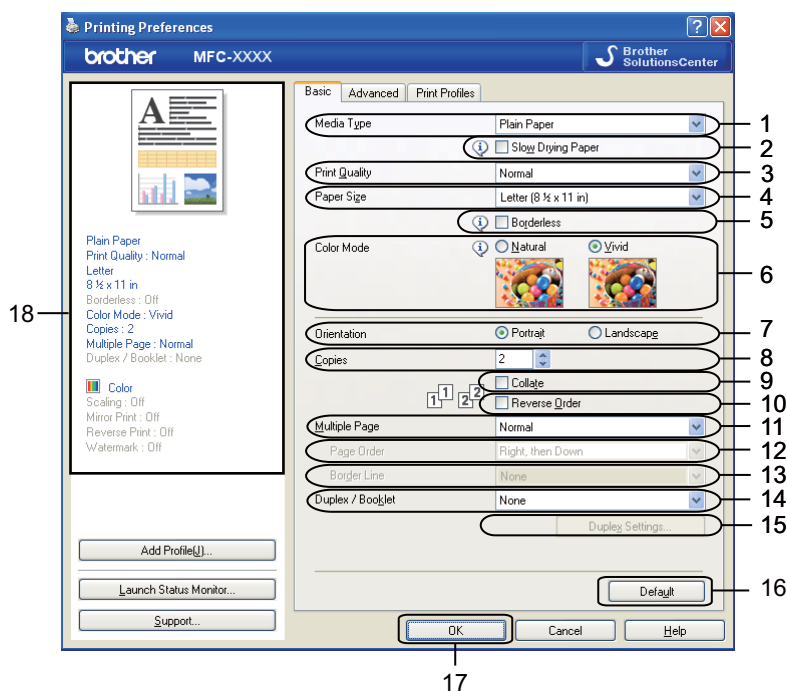 Printing Preferences
brother MFC-XXXX Brother SolutionsCenter
Basic Advanced Print Profiles
A
Plain Paper
Print Quality : Normal
Letter
8 ½ x 11 in
Borderless : Off
Color Mode : Vivid
Copies : 2
Multiple Page : Normal
Duplex / Booklet : None
Color
Scaling : Off
Mirror Print : Off
Reverse Print : Off
Watermark : Off
18
Add Profile(J)...
Launch Status Monitor...
Support...
Media Type Plain Paper 1
Slow Drying Paper 2
Print Quality Normal 3
Paper Size Letter (8 ½ x 11 in) 4
Borderless 5
Color Mode Natural Vivid 6
Orientation Portrait Landscape 7
Copies 2 8
Collate 9
1 1 2 2 Reverse Order 10
Multiple Page Normal 11
Page Order Right, then Down 12
Border Line None 13
Duplex / Booklet None 14
Duplex Settings... 15
Default 16
OK Cancel Help
17